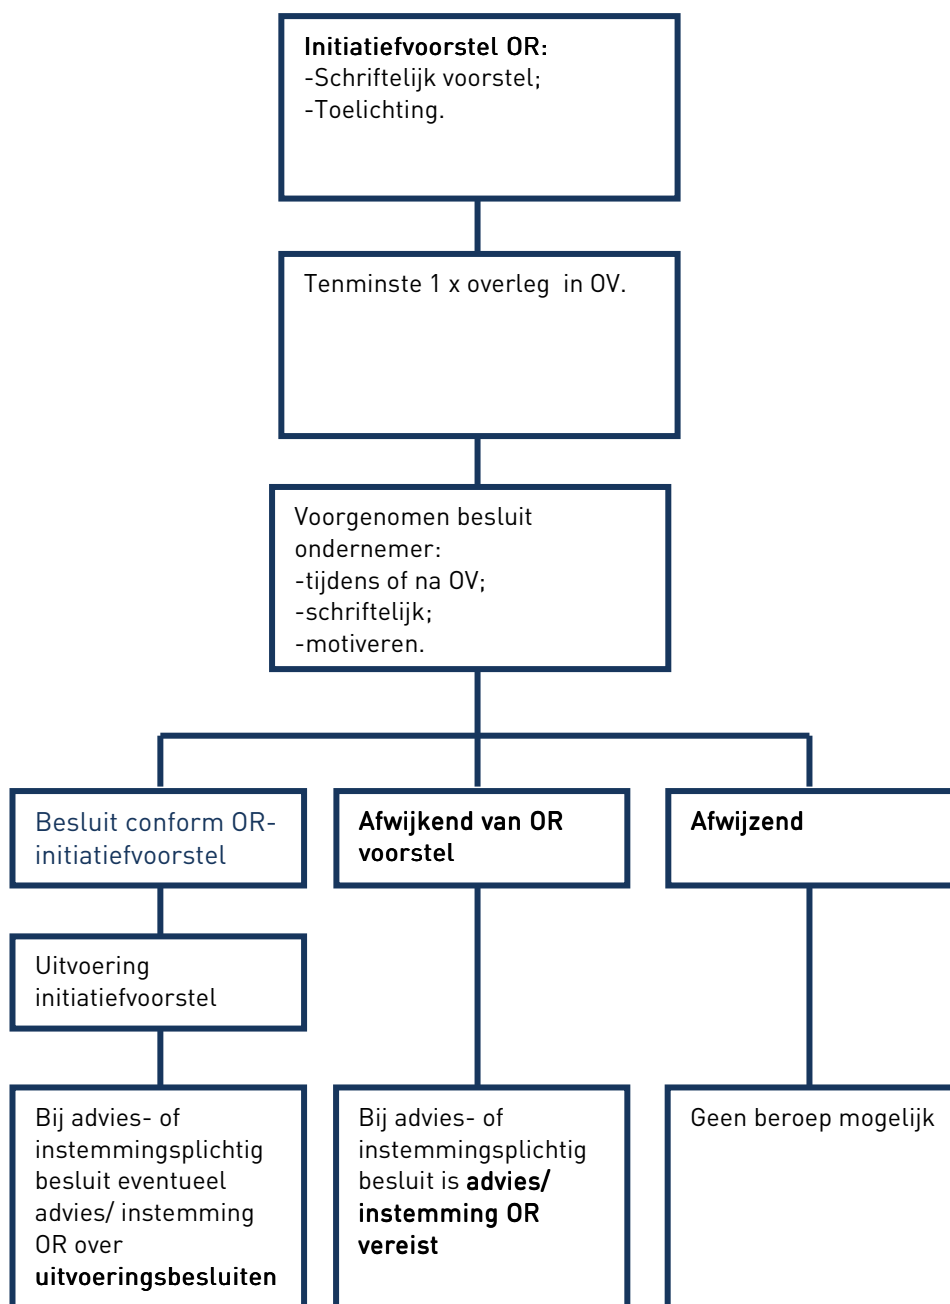 Initiatiefvoorstel OR:
-Schriftelijk voorstel;
-Toelichting.
Tenminste 1 x overleg in OV.
Voorgenomen besluit
ondernemer:
-tijdens of na OV;
-schriftelijk;
-motiveren.
Besluit conform OR-
initiatiefvoorstel
Afwijkend van OR
voorstel
Afwijzend
Uitvoering
initiatiefvoorstel
Bij advies- of
instemmingsplichtig
besluit eventueel
advies/ instemming
OR over
uitvoeringsbesluiten
Bij advies- of
instemmingsplichtig
besluit is advies/
instemming OR
vereist
Geen beroep mogelijk